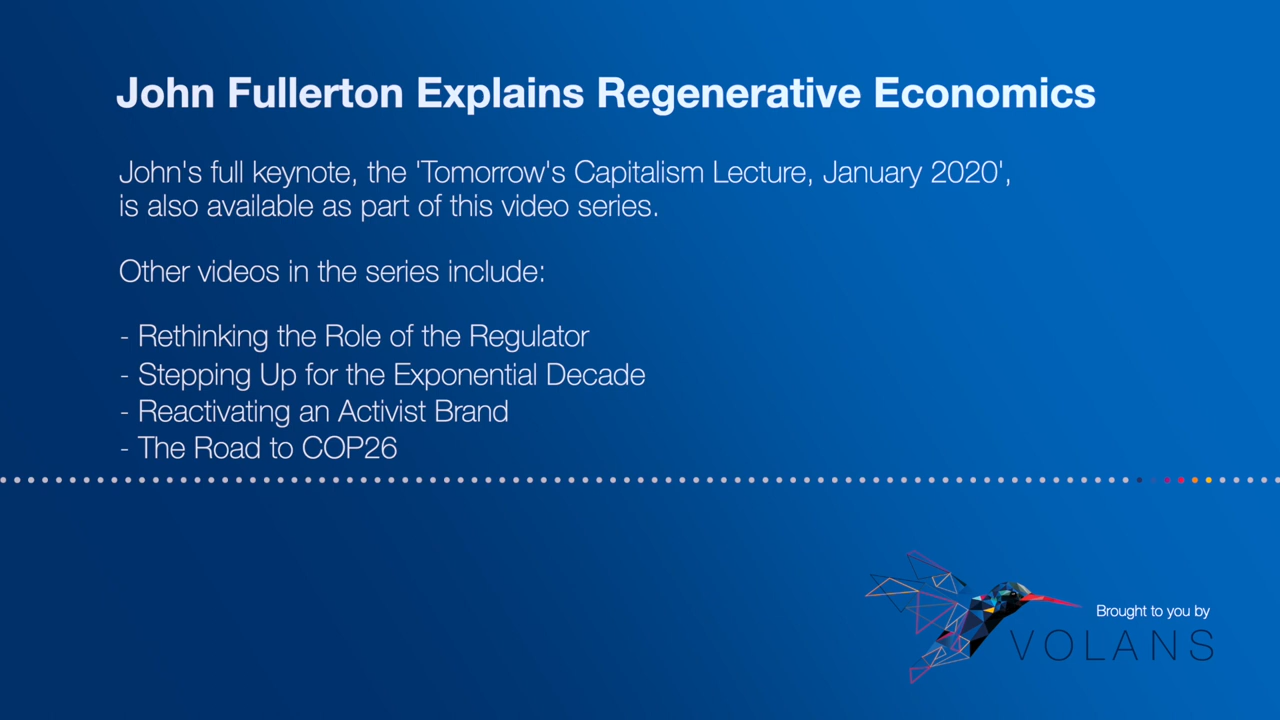 John Fullerton Explains Regenerative Economics
John's full keynote, the 'Tomorrow's Capitalism Lecture, January 2020',
is also available as part of this video series.
Other videos in the series include:
- Rethinking the Role of the Regulator
- Stepping Up for the Exponential Decade
- Reactivating an Activist Brand
- The Road to COP26
Brought to you by
VOLANS